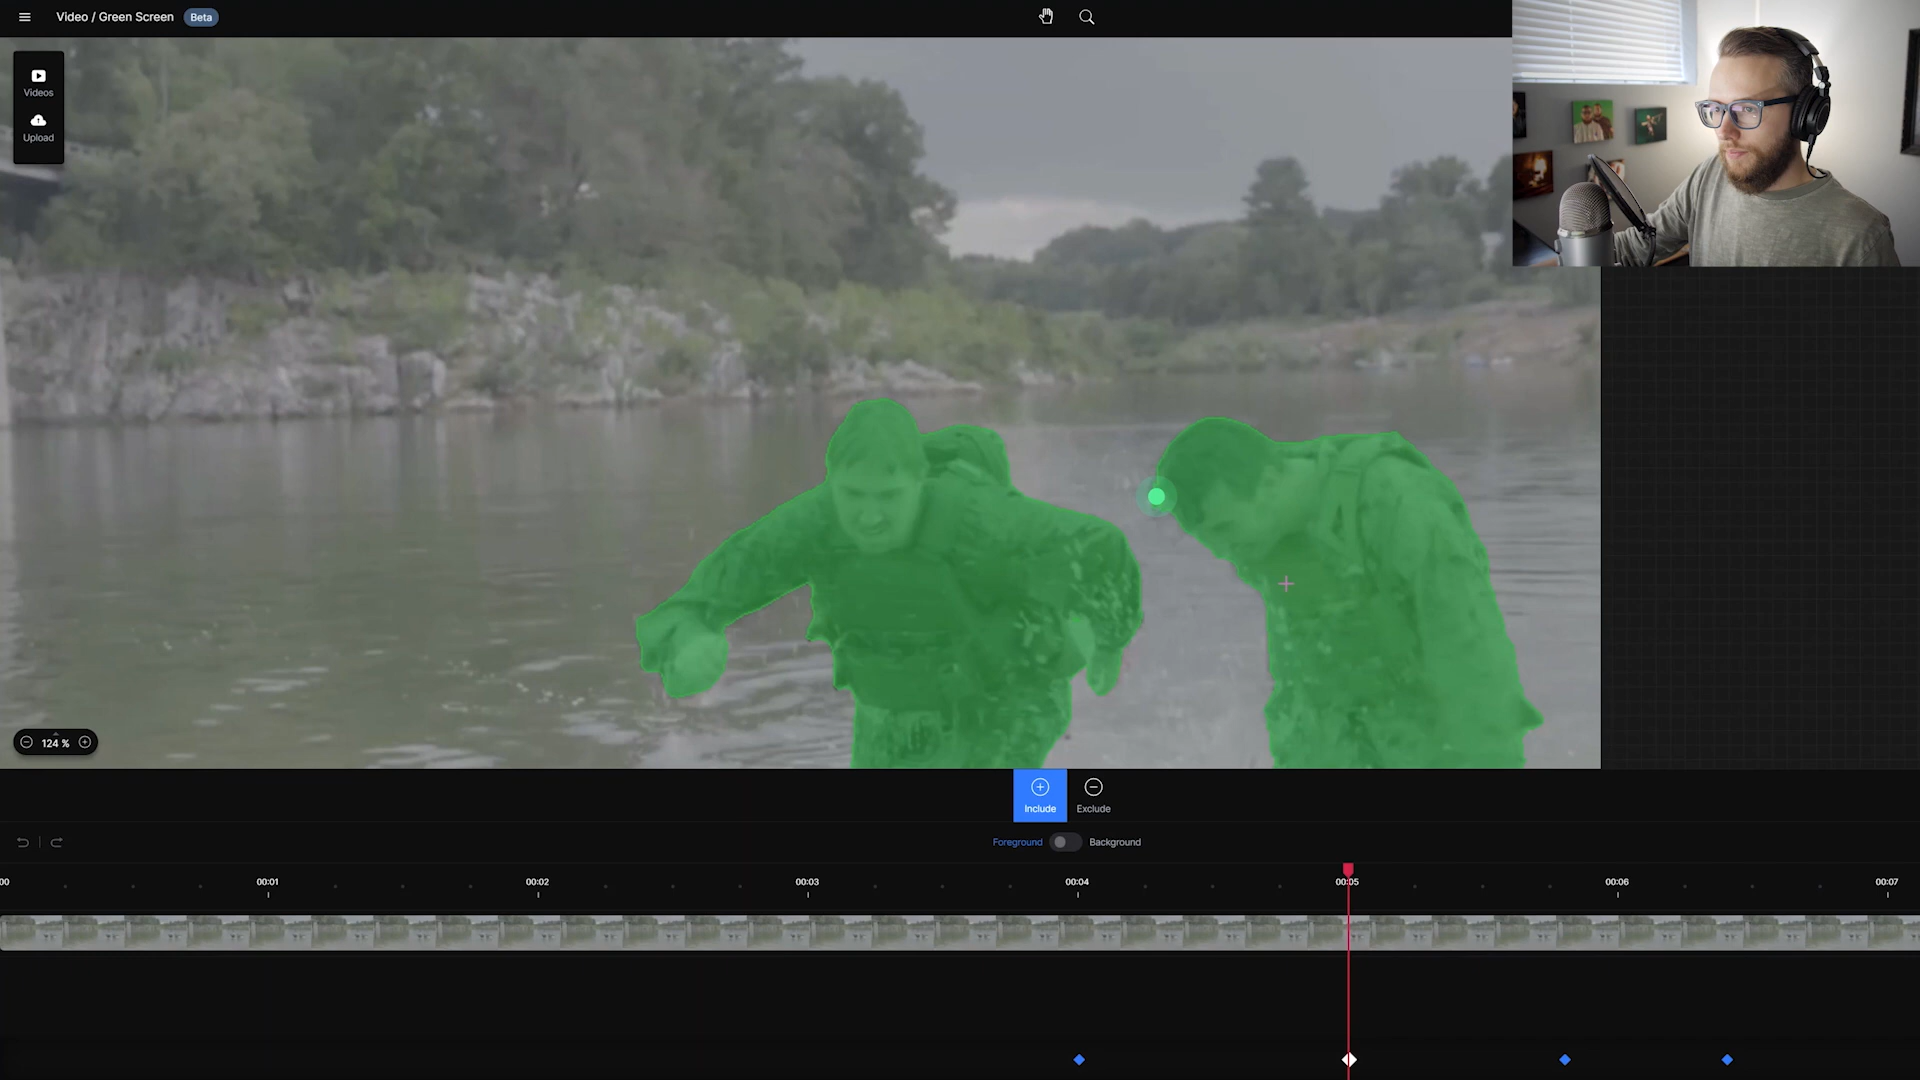 Video / Green Screen Beta
Videos
Upload
124 %
Include
Exclude
Foreground
Background
00
00:01
00:02
00:03
00:04
00:05
00:06
00:07